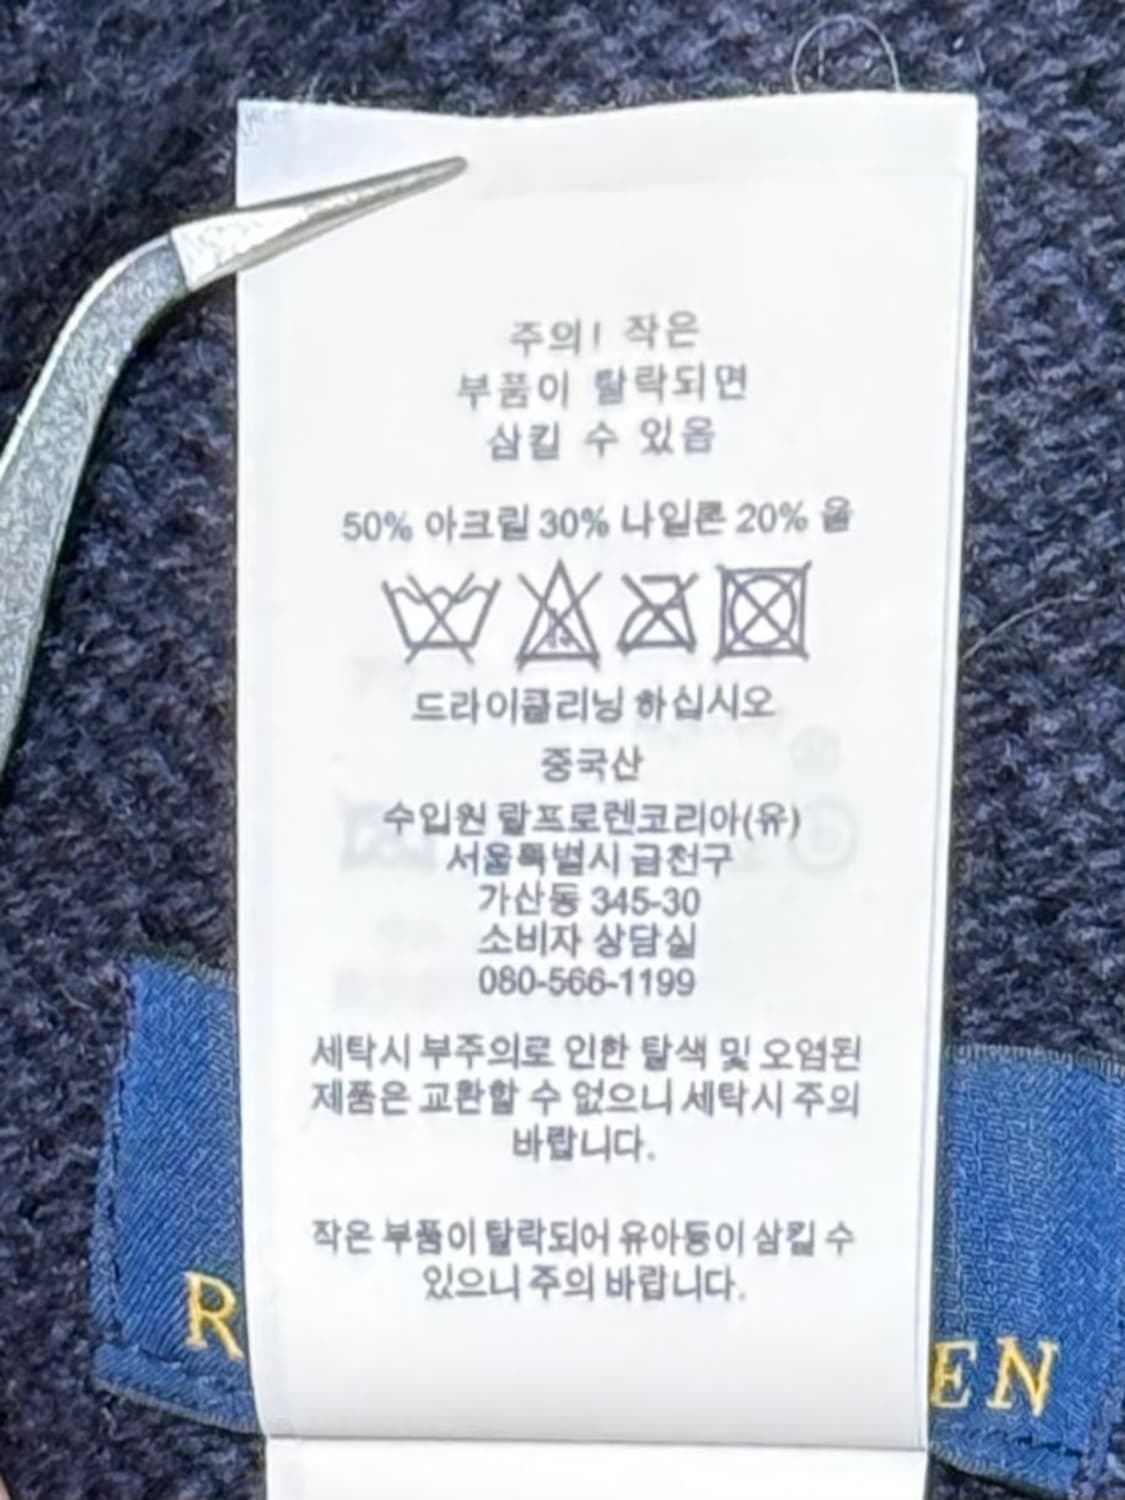 주의! 작은
부품이 탈락되면
삼킬 수 있음
50% 아크릴 30% 나일론 20% 울
드라이클리닝 하십시오
중국산
수입원 랄프로렌코리아(유)
서울특별시 금천구
가산동 345-30
소비자 상담실
080-566-1199
세탁시 부주의로 인한 탈색 및 오염된
제품은 교환할 수 없으니 세탁시 주의
바랍니다.
작은 부품이 탈락되어 유아등이 삼킬 수
있으니 주의 바랍니다.
R
EN